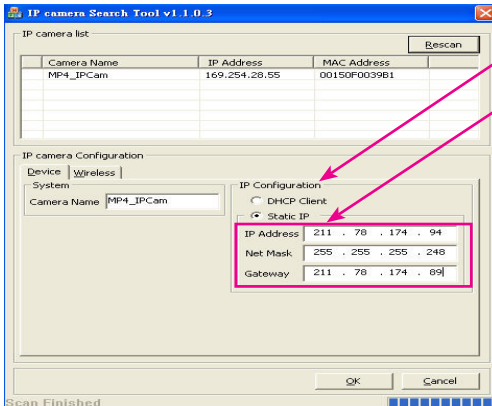 IP camera Search Tool v1.1.0.3
IP camera list
Rescan
Camera Name IP Address MAC Address
MP4_IPCam 169.254.28.55 00150F0039B1
IP camera Configuration
Device Wireless
System
Camera Name MP4_IPCam
IP Configuration
DHCP Client
Static IP
IP Address 211 . 78 . 174 . 94
Net Mask 255 . 255 . 255 . 248
Gateway 211 . 78 . 174 . 89
OK Cancel
Scan Finished